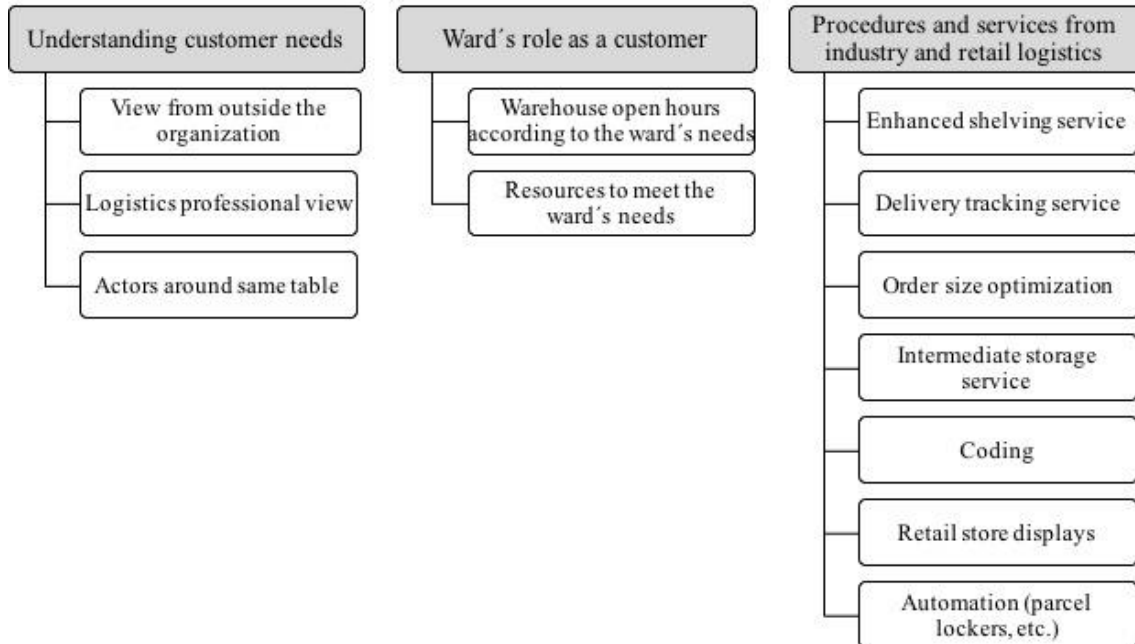 Understanding customer needs
View from outside the
organization
Logistics professional view
Actors around same table
Ward´s role as a customer
Warehouse open hours
according to the ward´s needs
Resources to meet the
ward´s needs
Procedures and services from
industry and retail logistics
Enhanced shelving service
Delivery tracking service
Order size optimization
Intermediate storage
service
Coding
Retail store displays
Automation (parcel
lockers, etc.)